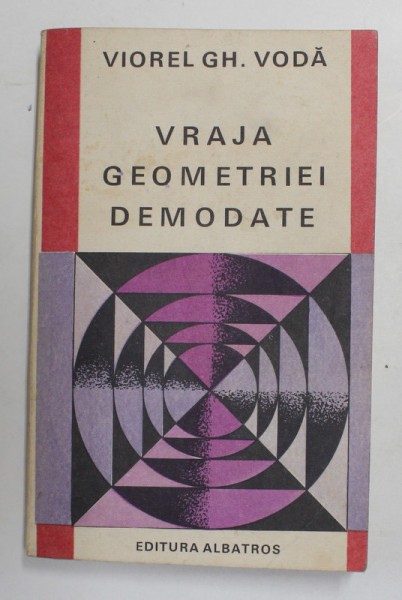 VIOREL GH. VODĂ
VRAJA
GEOMETRIEI
DEMODATE
EDITURA ALBATROS